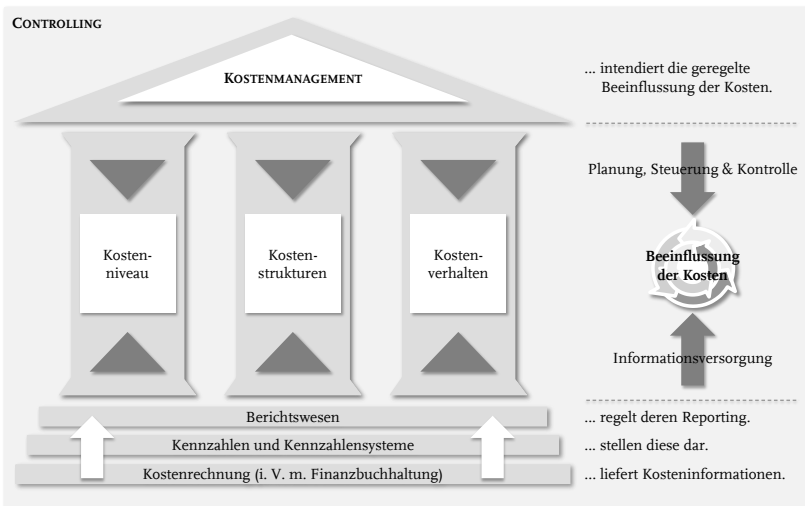 CONTROLLING
KOSTENMANAGEMENT
... intendiert die geregelte
Beeinflussung der Kosten.
Planung, Steuerung & Kontrolle
Kosten-
niveau
Kosten-
strukturen
Kosten-
verhalten
Beeinflussung
der Kosten
Informationsversorgung
Berichtswesen
... regelt deren Reporting.
Kennzahlen und Kennzahlensysteme
... stellen diese dar.
Kostenrechnung (i. V. m. Finanzbuchhaltung)
... liefert Kosteninformationen.